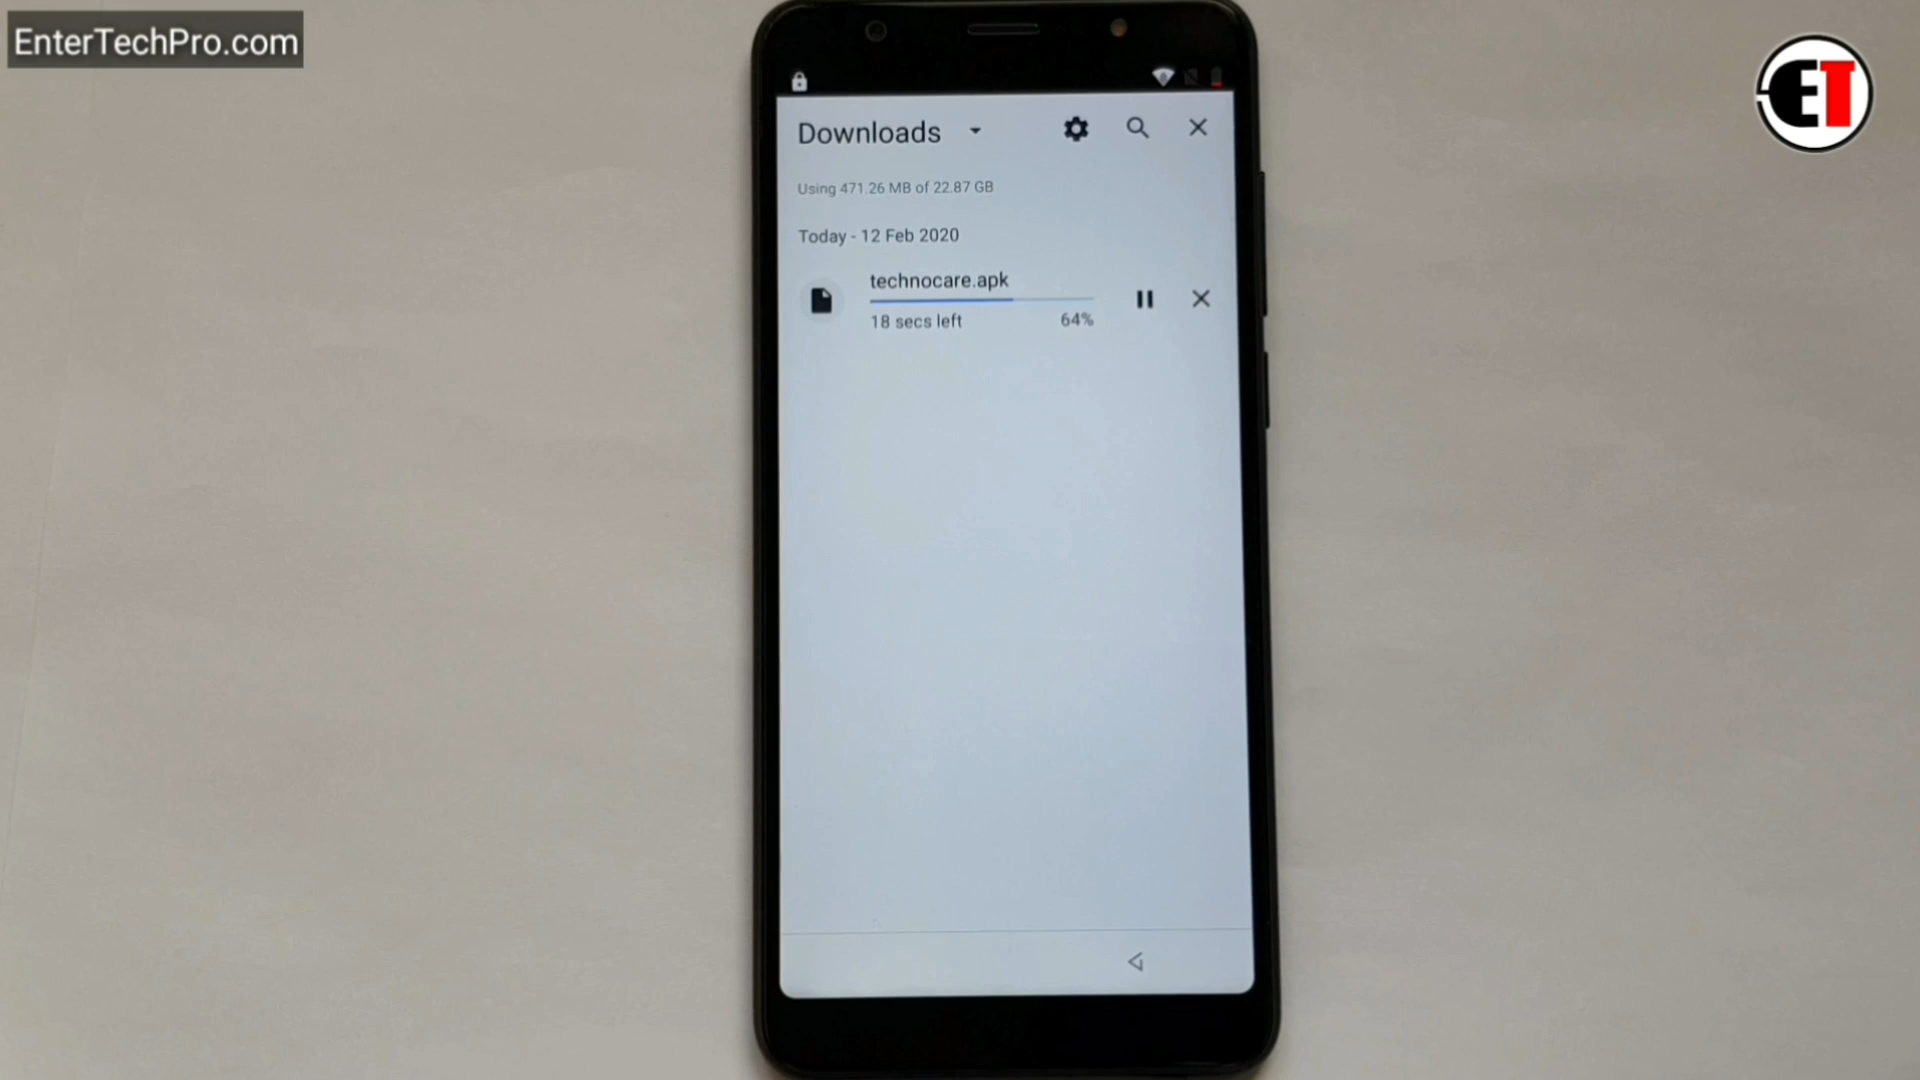 EnterTechPro.com
ET
Downloads
Using 471.26 MB of 22.87 GB
Today - 12 Feb 2020
technocare.apk
18 secs left 64%